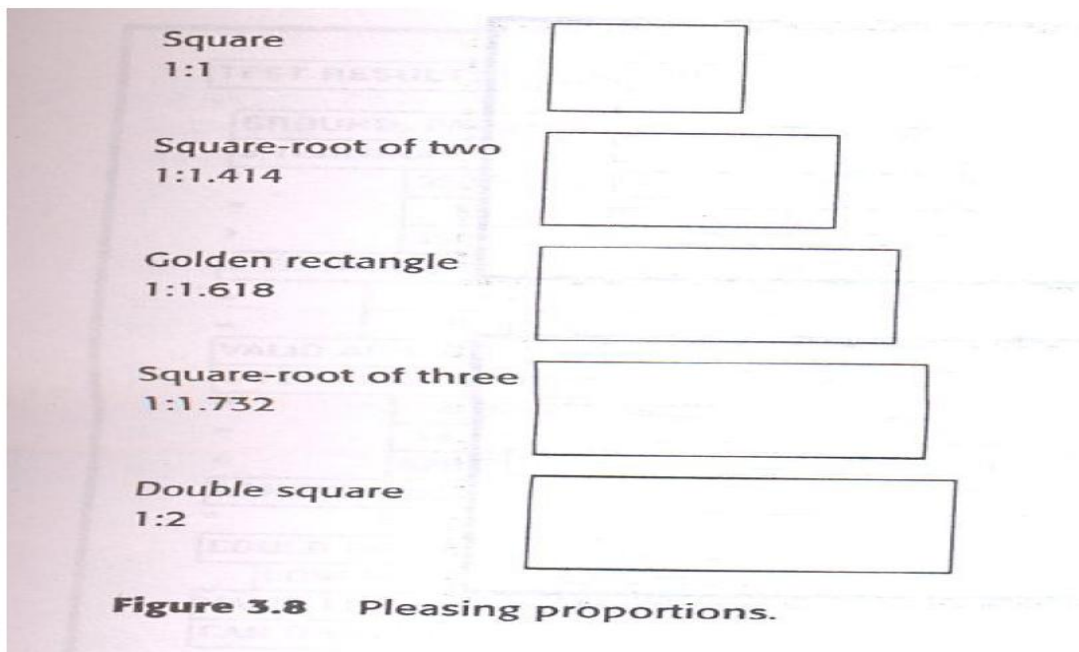 Square
1:1
Square-root of two
1:1.414
Golden rectangle
1:1.618
Square-root of three
1:1.732
Double square
1:2
Figure 3.8 Pleasing proportions.